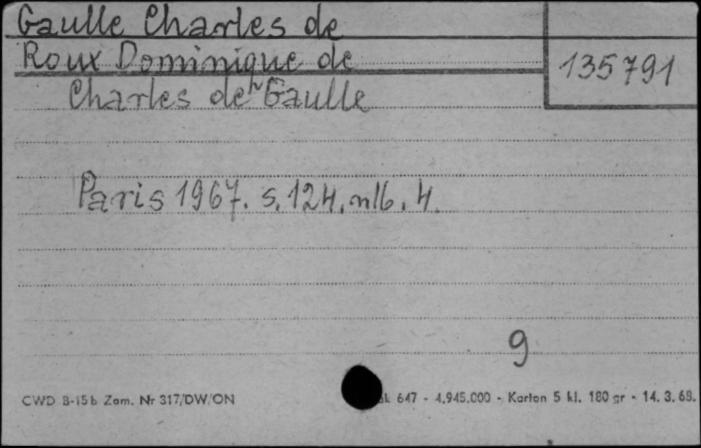 Gaulle Charles de
Roux Dominique de
135791
Charles de Gaulle
Paris 1967. s. 124, nlb. 4.
9
CWD B-15b Zam. Nr 317/DW/ON
647 - 4.945.000 - Karton 5 kl. 180 gr - 14. 3. 68.